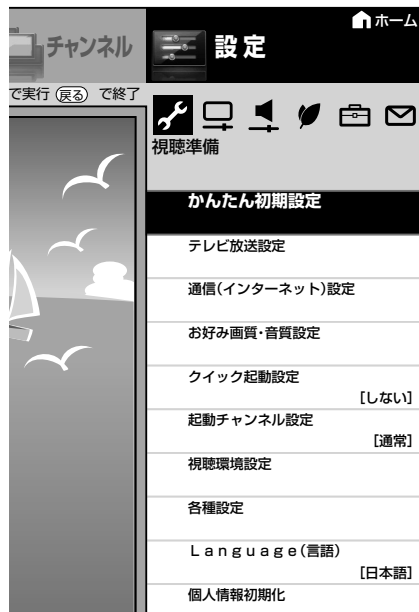 ホーム
チャンネル
設定
で実行 戻る で終了
視聴準備
かんたん初期設定
テレビ放送設定
通信(インターネット)設定
お好み画質・音質設定
クイック起動設定
[しない]
起動チャンネル設定
[通常]
視聴環境設定
各種設定
Language(言語)
[日本語]
個人情報初期化